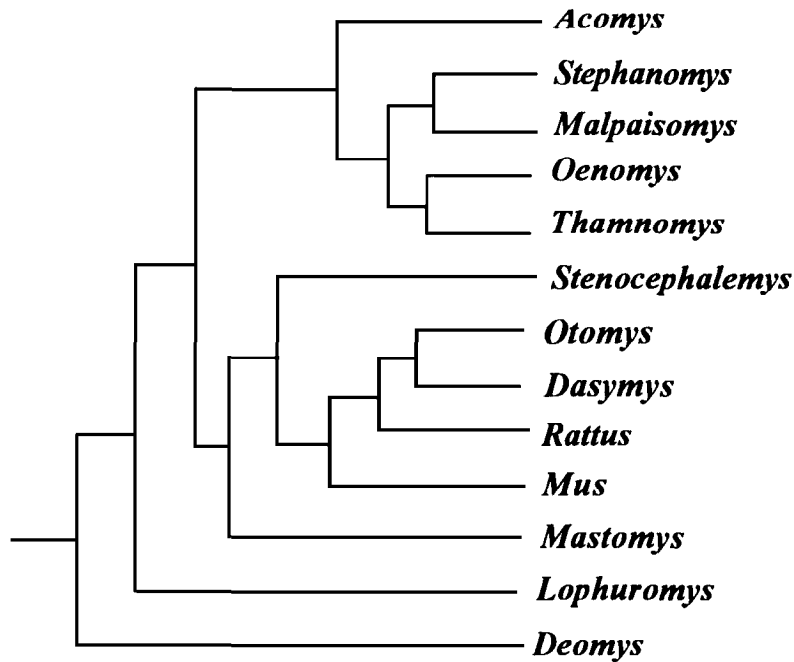 Acomys
Stephanomys
Malpaisomys
Oenomys
Thamnomys
Stenocephalemys
Otomys
Dasymys
Rattus
Mus
Mastomys
Lophuromys
Deomys